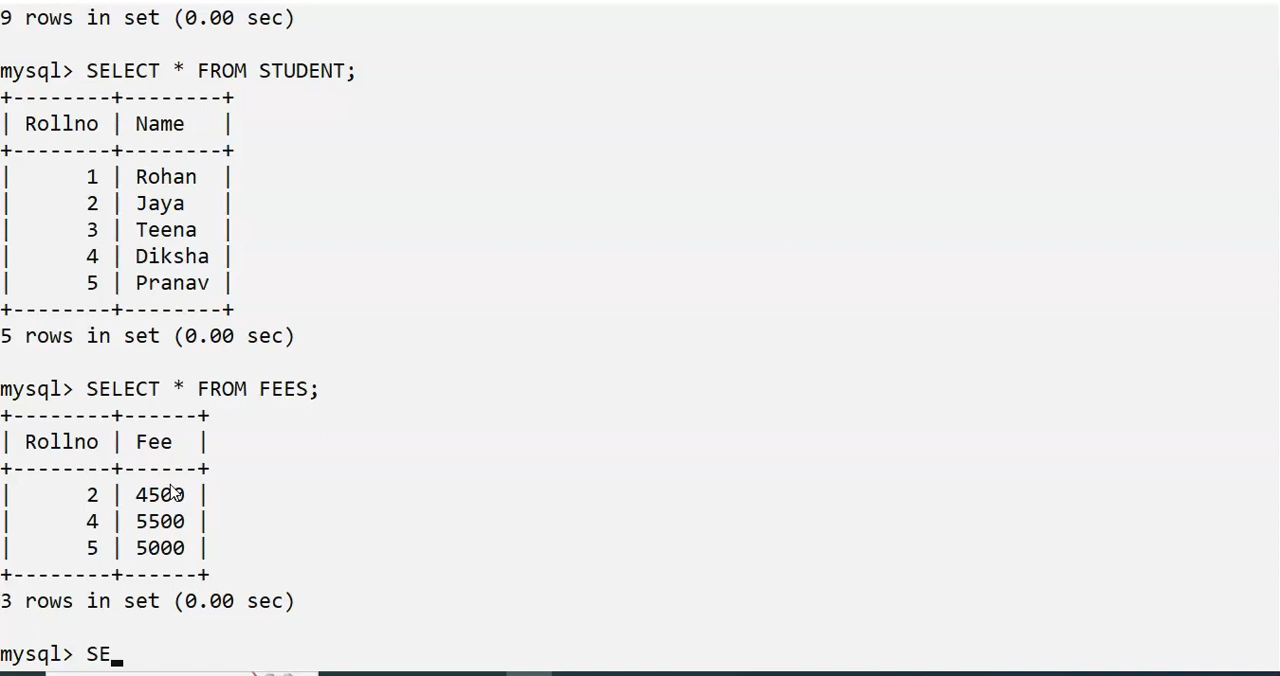 9 rows in set (0.00 sec)
mysql> SELECT * FROM STUDENT;
+--------+--------+
| Rollno | Name   |
+--------+--------+
|      1 | Rohan  |
|      2 | Jaya   |
|      3 | Teena  |
|      4 | Diksha |
|      5 | Pranav |
+--------+--------+
5 rows in set (0.00 sec)
mysql> SELECT * FROM FEES;
+--------+------+
| Rollno | Fee  |
+--------+------+
|      2 | 4500 |
|      4 | 5500 |
|      5 | 5000 |
+--------+------+
3 rows in set (0.00 sec)
mysql> SE_